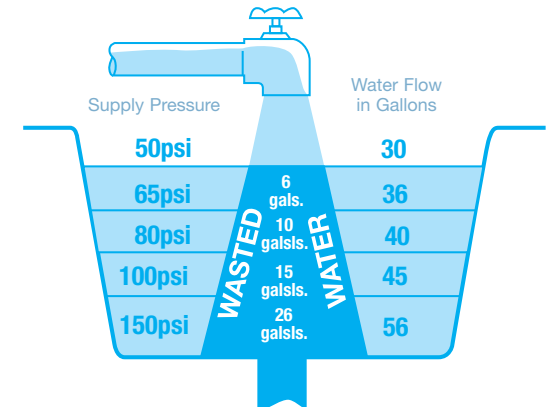 Supply Pressure
Water Flow
in Gallons
50psi
30
65psi
6
gals.
36
80psi
10
galsls.
40
100psi
15
galsls.
45
150psi
26
galsls.
56
WASTED
WATER